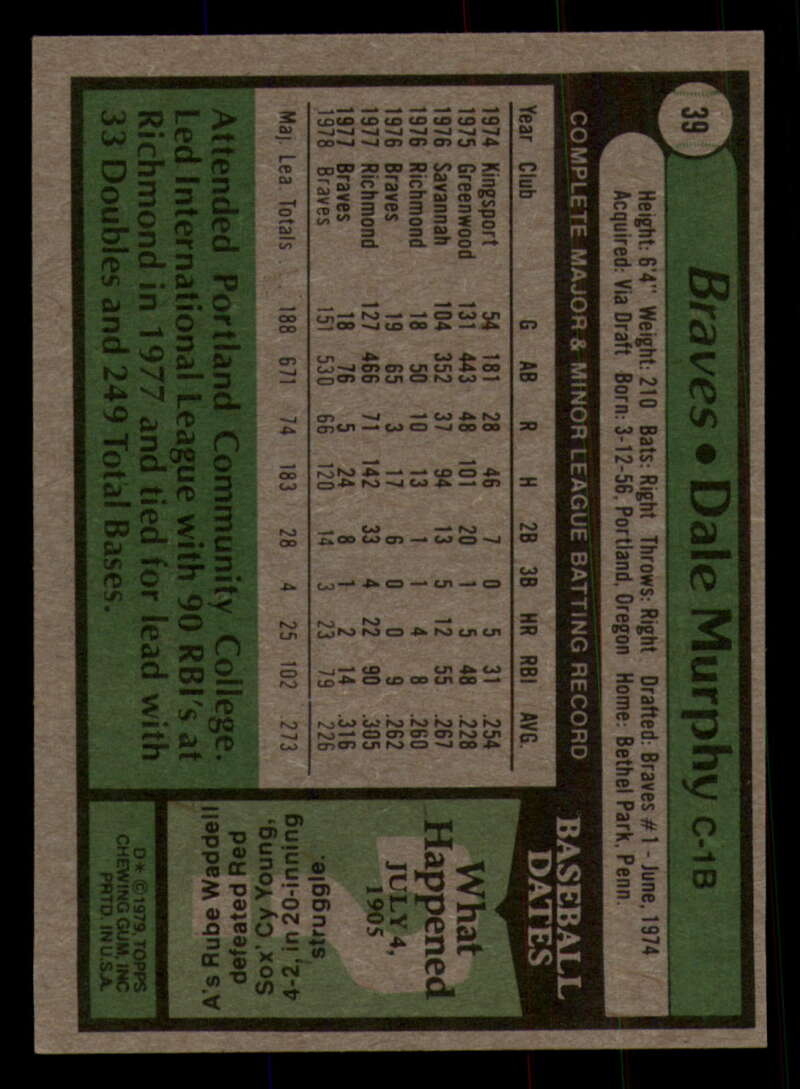 39
Braves • Dale Murphy C-1B
Height: 6'4" Weight: 210 Bats: Right Throws: Right Drafted: Braves #1 - June, 1974
Acquired: Via Draft Born: 3-12-56, Portland, Oregon Home: Bethel Park, Penn.
COMPLETE MAJOR & MINOR LEAGUE BATTING RECORD
Year Club G AB R H 2B 3B HR RBI AVG.
1974 Kingsport 54 181 28 46 7 0 5 31 .254
1975 Greenwood 131 443 48 101 20 1 5 48 .228
1976 Savannah 104 352 37 94 13 5 12 55 .267
1976 Richmond 18 50 10 13 1 1 4 8 .260
1976 Braves 19 65 3 17 6 0 0 9 .262
1977 Richmond 127 466 71 142 33 4 22 90 .305
1977 Braves 18 76 5 24 8 1 2 14 .316
1978 Braves 151 530 66 120 14 3 23 79 .226
Maj. Lea. Totals 188 671 74 183 28 4 25 102 .273
Attended Portland Community College.
Led International League with 90 RBI's at
Richmond in 1977 and tied for lead with
33 Doubles and 249 Total Bases.
BASEBALL
DATES
What
Happened
JULY 4,
1905
?
A's Rube Waddell
defeated Red
Sox' Cy Young,
4-2, in 20-inning
struggle.
D* © 1979, TOPPS
CHEWING GUM, INC
PRTD. IN U.S.A.